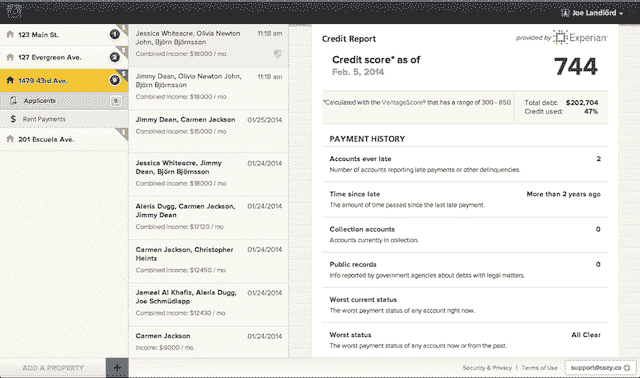 Joe Landlord
123 Main St.
1
127 Evergreen Ave.
2
1479 43rd Ave.
9
Applicants
9
$ Rent Payments
201 Escuela Ave.
ADD A PROPERTY
+
Jessica Whiteacre, Olivia Newton
John, Björn Björnsson
11:18 am
Combined Income: $18000 / mo
Jimmy Dean, Olivia Newton John,
Björn Björnsson
11:18 am
Combined Income: $18000 / mo
Jimmy Dean, Carmen Jackson
01/25/2014
Combined Income: $15000 / mo
Jessica Whiteacre, Jimmy
Dean, Björn Björnsson
01/24/2014
Combined Income: $18000 / mo
Aleris Dugg, Carmen Jackson,
Jimmy Dean
01/24/2014
Combined Income: $17120 / mo
Carmen Jackson, Christopher
Heintz
01/24/2014
Combined Income: $12450 / mo
Jameel Al Khafiz, Aleris Dugg,
Joe Schmüdlapp
01/24/2014
Combined Income: $12430 / mo
Carmen Jackson
01/24/2014
Income: $9000 / mo
Credit Report
provided by Experian
Credit score* as of
Feb. 5, 2014
744
*Calculated with the VantageScore® that has a range of 300 - 850.
Total debt: $202,704
Credit used: 47%
PAYMENT HISTORY
Accounts ever late
2
Number of accounts reporting late payments or other delinquencies.
Time since late
More than 2 years ago
The amount of time passed since the last late payment.
Collection accounts
0
Accounts currently in collection.
Public records
0
Info reported by government agencies about debts with legal matters.
Worst current status
The worst payment status of any account right now.
Worst status
All Clear
The worst payment status of any account now or from the past.
Security & Privacy
Terms of Use
support@cozy.co